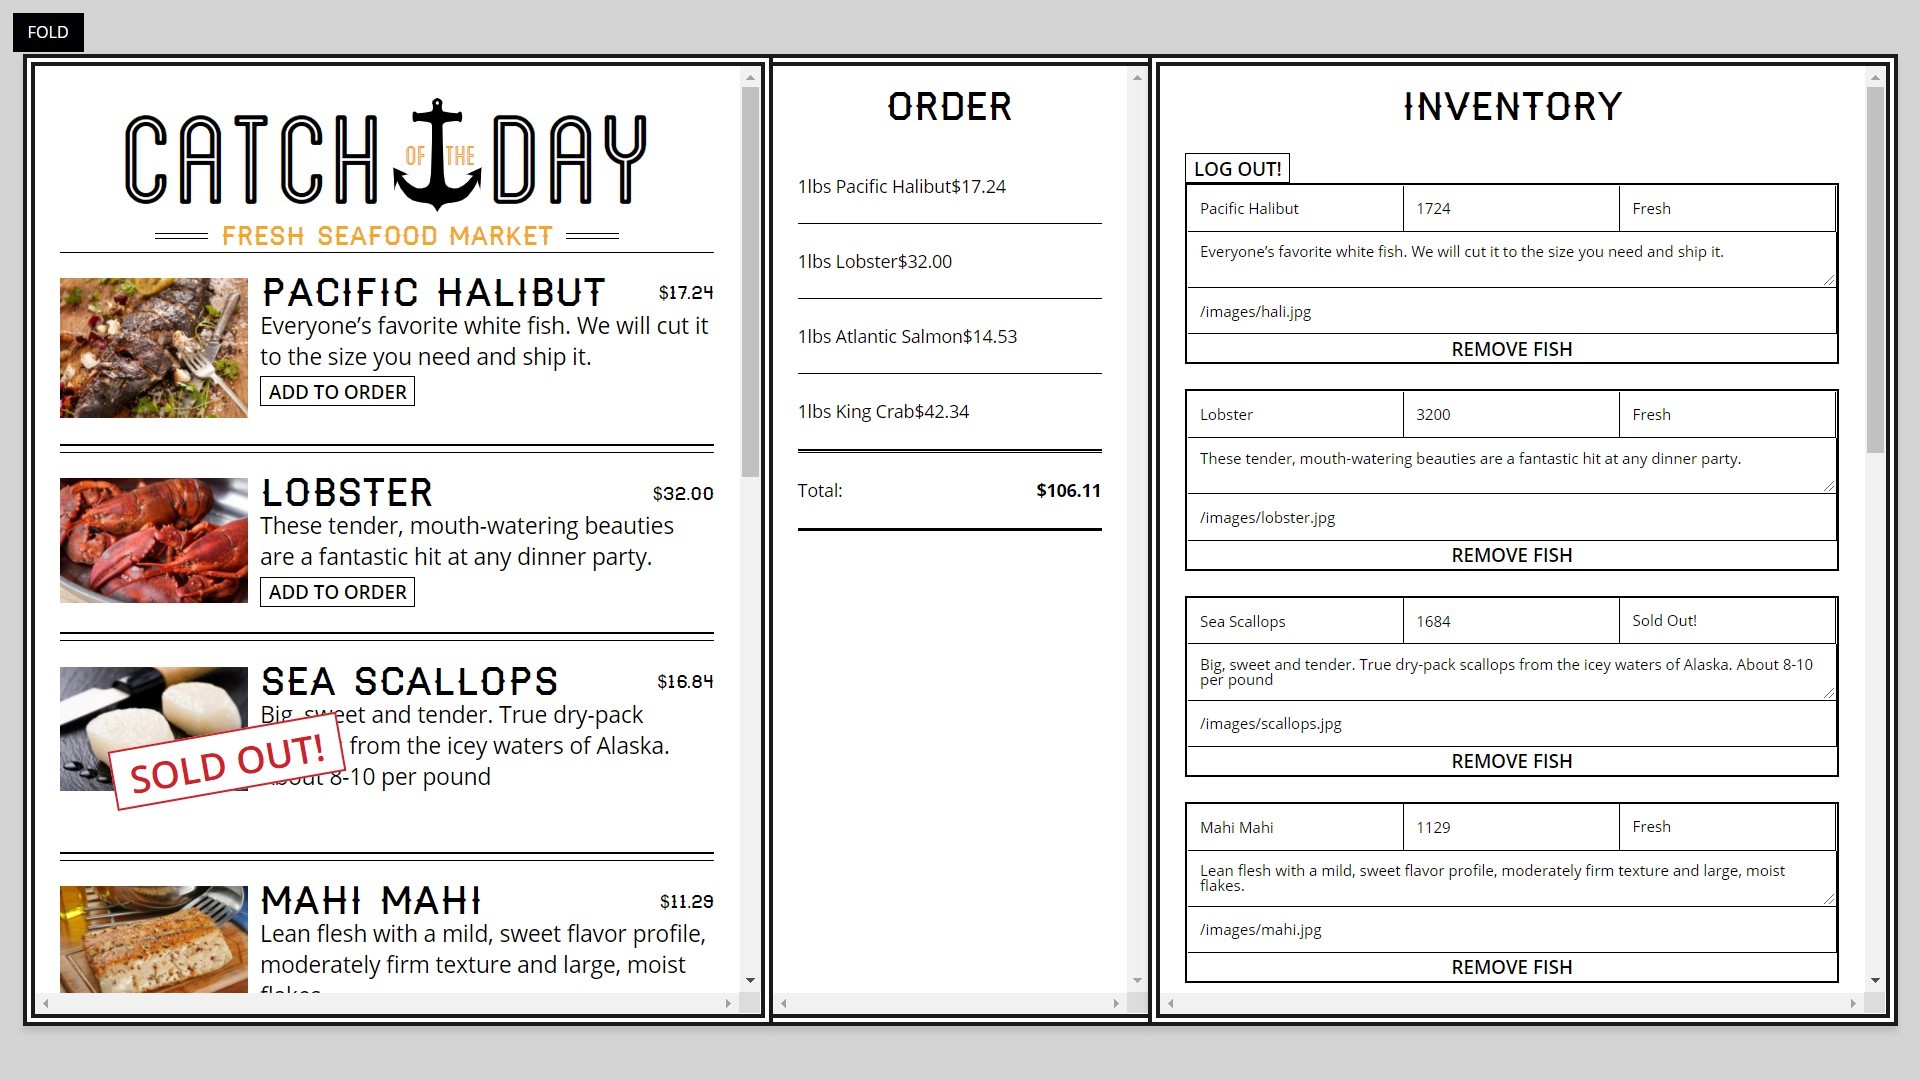 FOLD
CATCH OF THE DAY
FRESH SEAFOOD MARKET
PACIFIC HALIBUT
$17.24
Everyone’s favorite white fish. We will cut it
to the size you need and ship it.
ADD TO ORDER
LOBSTER
$32.00
These tender, mouth-watering beauties
are a fantastic hit at any dinner party.
ADD TO ORDER
SEA SCALLOPS
$16.84
Big, sweet and tender. True dry-pack
from the icey waters of Alaska.
About 8-10 per pound
SOLD OUT!
MAHI MAHI
$11.29
Lean flesh with a mild, sweet flavor profile,
moderately firm texture and large, moist
flakes.
ORDER
1lbs Pacific Halibut$17.24
1lbs Lobster$32.00
1lbs Atlantic Salmon$14.53
1lbs King Crab$42.34
Total: $106.11
INVENTORY
LOG OUT!
Pacific Halibut 1724 Fresh
Everyone’s favorite white fish. We will cut it to the size you need and ship it.
/images/hali.jpg
REMOVE FISH
Lobster 3200 Fresh
These tender, mouth-watering beauties are a fantastic hit at any dinner party.
/images/lobster.jpg
REMOVE FISH
Sea Scallops 1684 Sold Out!
Big, sweet and tender. True dry-pack scallops from the icey waters of Alaska. About 8-10
per pound
/images/scallops.jpg
REMOVE FISH
Mahi Mahi 1129 Fresh
Lean flesh with a mild, sweet flavor profile, moderately firm texture and large, moist
flakes.
/images/mahi.jpg
REMOVE FISH